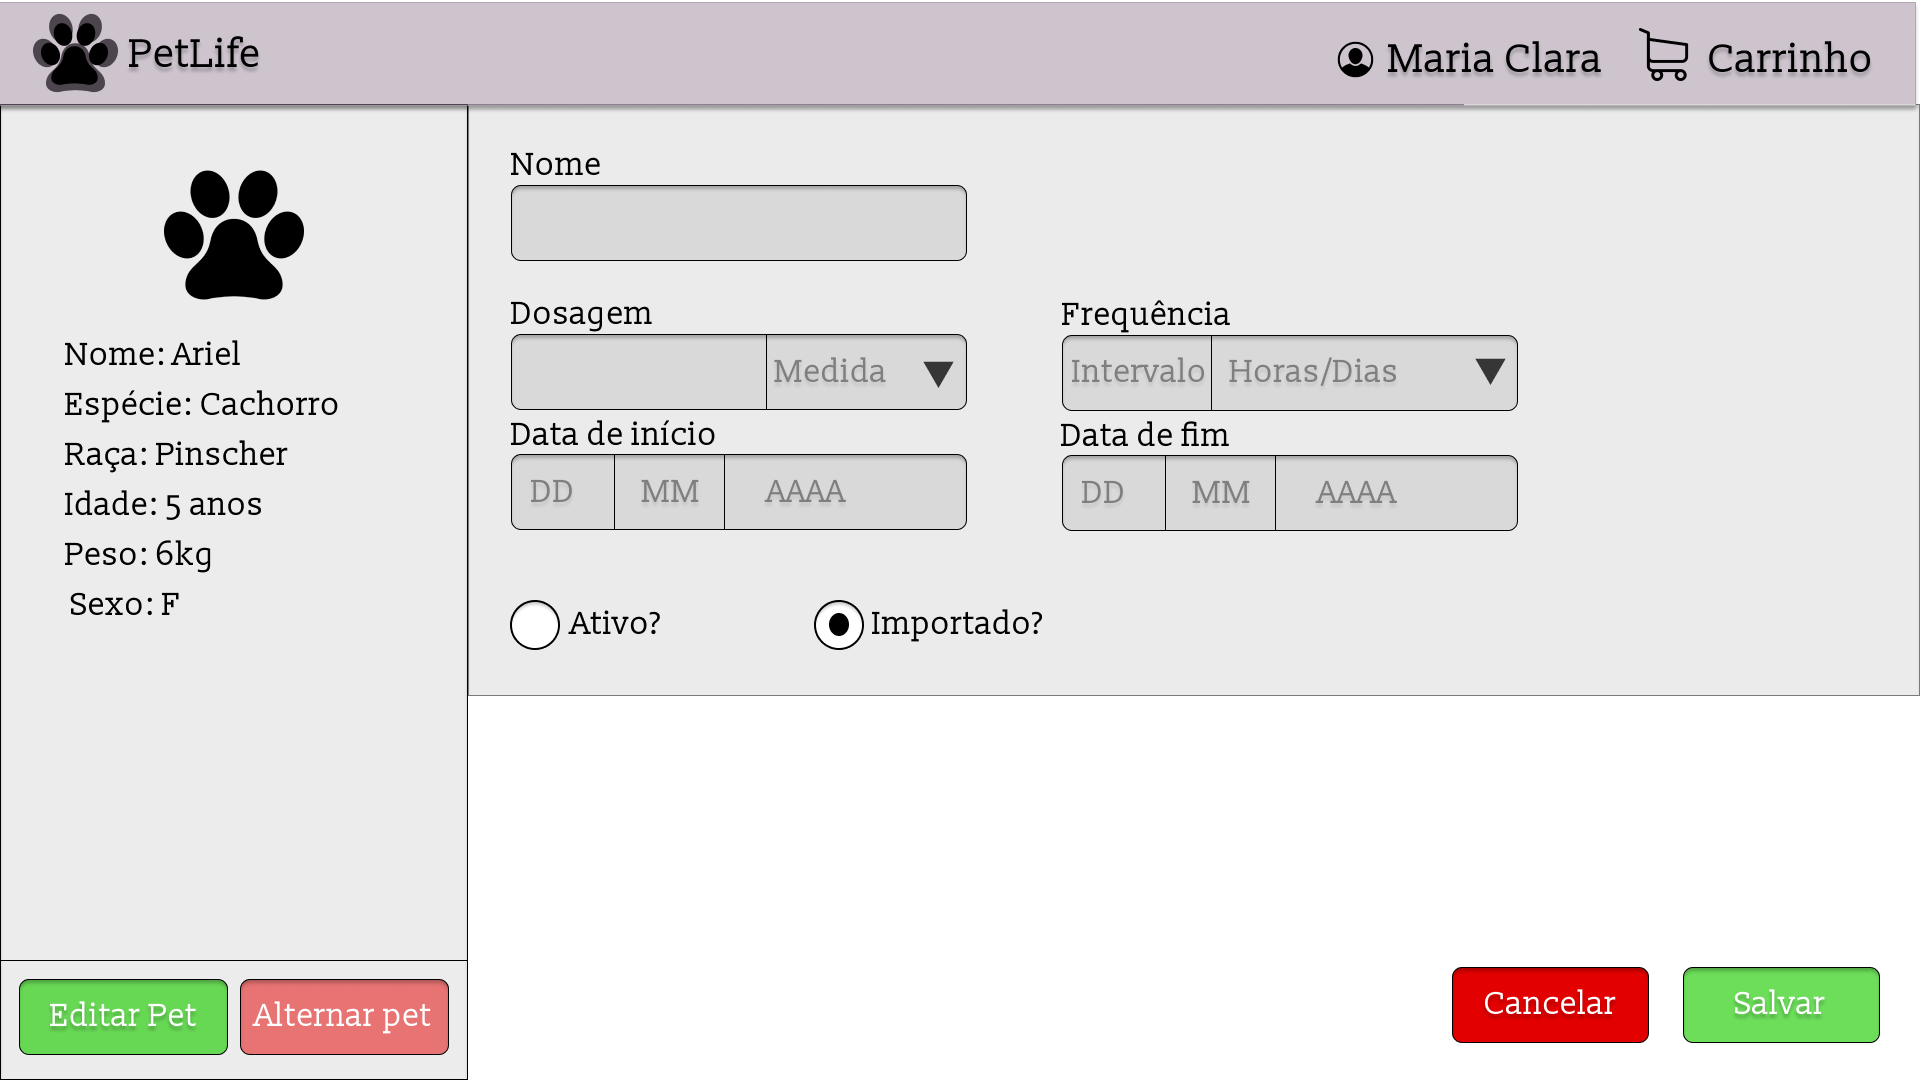 PetLife
Maria Clara
Carrinho
Nome: Ariel
Espécie: Cachorro
Raça: Pinscher
Idade: 5 anos
Peso: 6kg
Sexo: F
Editar Pet
Alternar pet
Nome
Dosagem
Medida
Frequência
Intervalo
Horas/Dias
Data de início
DD
MM
AAAA
Data de fim
DD
MM
AAAA
Ativo?
Importado?
Cancelar
Salvar